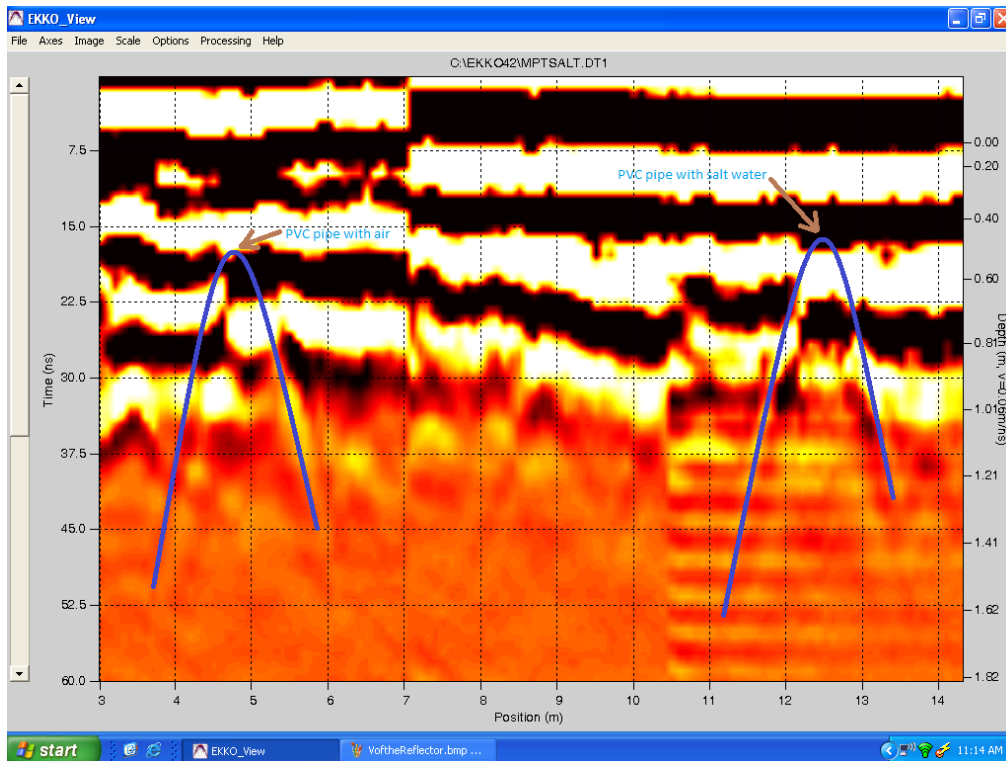 EKKO_View
File Axes Image Scale Options Processing Help
C:\EKKO42\MPTSALT.DT1
PVC pipe with salt water
PVC pipe with air
Time (ns)
7.5
15.0
22.5
30.0
37.5
45.0
52.5
60.0
0.00
0.20
0.40
0.60
0.81
1.01
1.21
1.41
1.62
1.82
Depth (m, v=0.06m/ns)
3 4 5 6 7 8 9 10 11 12 13 14
Position (m)
start EKKO_View VoftheReflector.bmp ... 11:14 AM